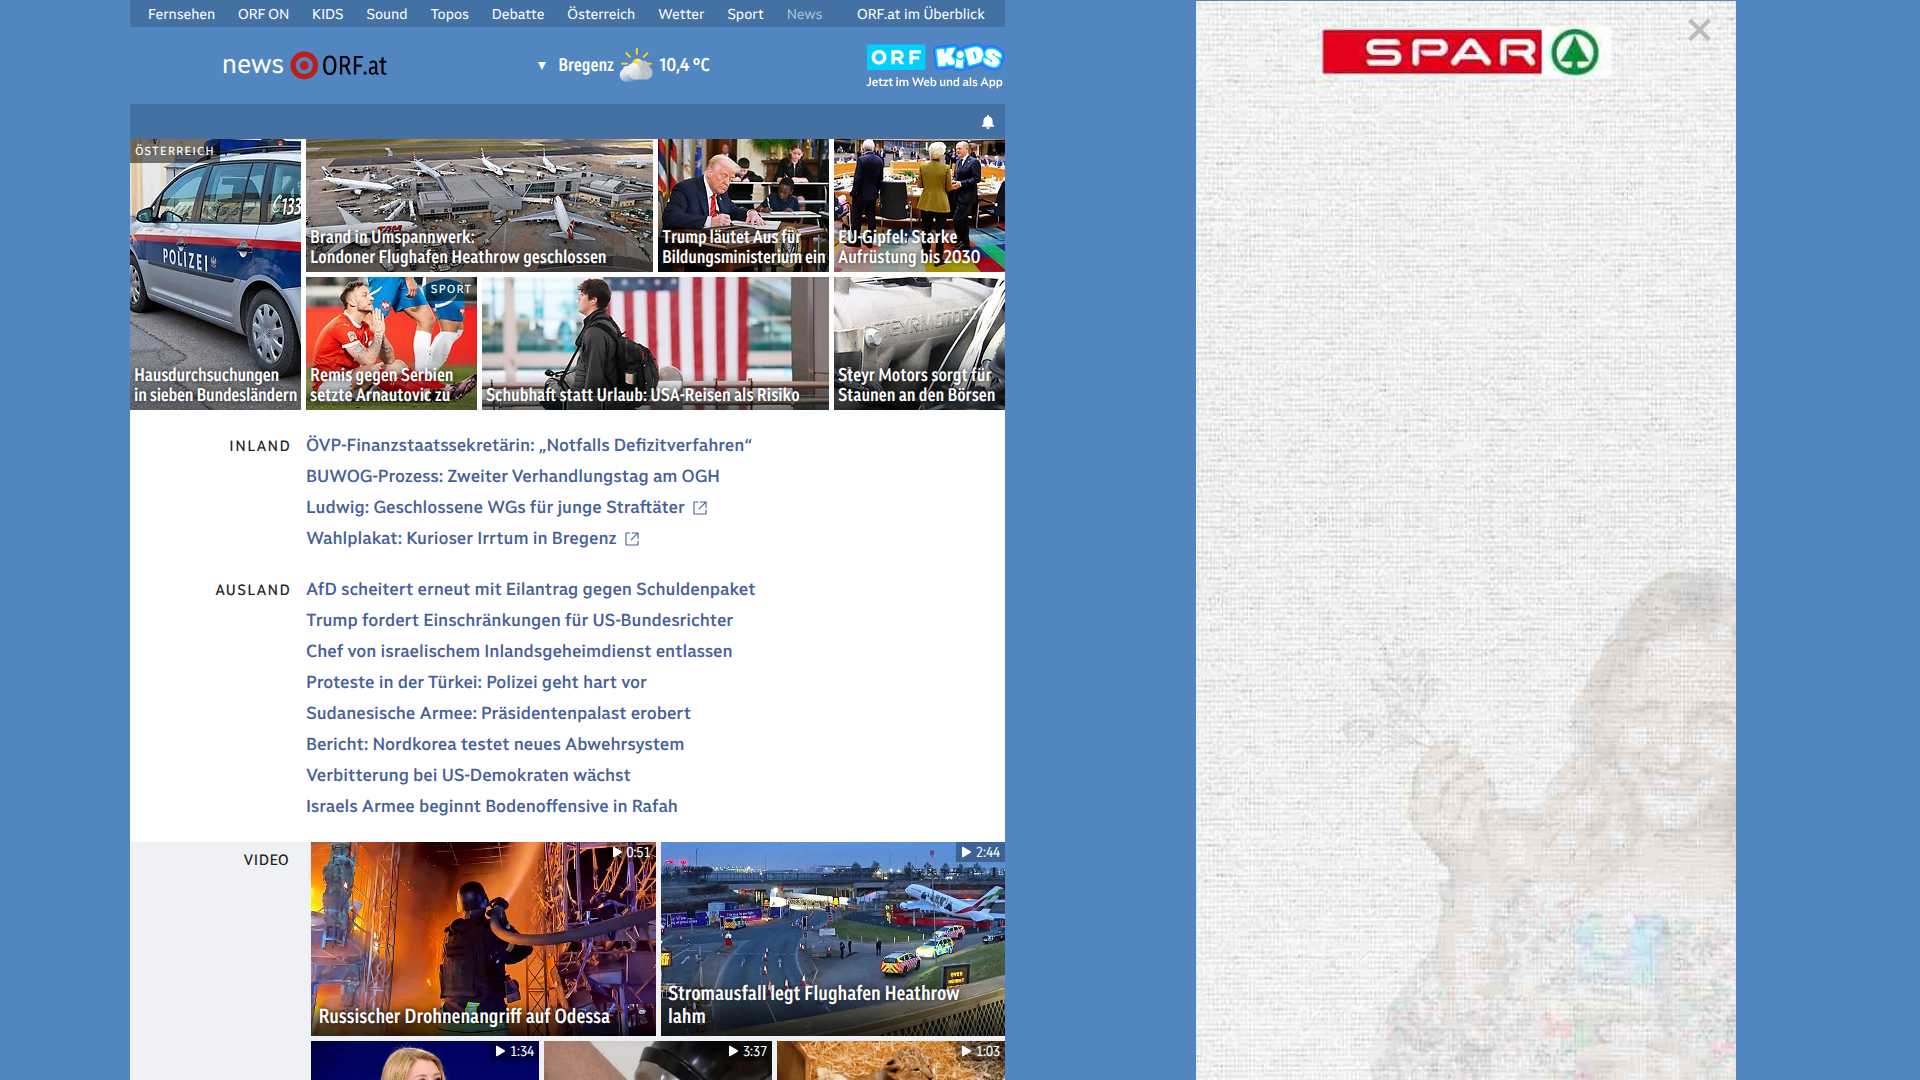 Fernsehen ORF ON KIDS Sound Topos Debatte Österreich Wetter Sport News ORF.at im Überblick
news ORF.at
▼ Bregenz 10,4 °C
ORF KiDS
Jetzt im Web und als App
SPAR
ÖSTERREICH
133
POLIZEI
Hausdurchsuchungen
in sieben Bundesländern
Brand in Umspannwerk:
Londoner Flughafen Heathrow geschlossen
Trump läutet Aus für
Bildungsministerium ein
EU-Gipfel: Starke
Aufrüstung bis 2030
SPORT
Remis gegen Serbien
setzte Arnautovic zu
Schubhaft statt Urlaub: USA-Reisen als Risiko
STEYR MOTORS
Steyr Motors sorgt für
Staunen an den Börsen
INLAND
ÖVP-Finanzstaatssekretärin: „Notfalls Defizitverfahren“
BUWOG-Prozess: Zweiter Verhandlungstag am OGH
Ludwig: Geschlossene WGs für junge Straftäter
Wahlplakat: Kurioser Irrtum in Bregenz
AUSLAND
AfD scheitert erneut mit Eilantrag gegen Schuldenpaket
Trump fordert Einschränkungen für US-Bundesrichter
Chef von israelischem Inlandsgeheimdienst entlassen
Proteste in der Türkei: Polizei geht hart vor
Sudanesische Armee: Präsidentenpalast erobert
Bericht: Nordkorea testet neues Abwehrsystem
Verbitterung bei US-Demokraten wächst
Israels Armee beginnt Bodenoffensive in Rafah
VIDEO
0:51
Russischer Drohnenangriff auf Odessa
2:44
Stromausfall legt Flughafen Heathrow
lahm
1:34
3:37
1:03